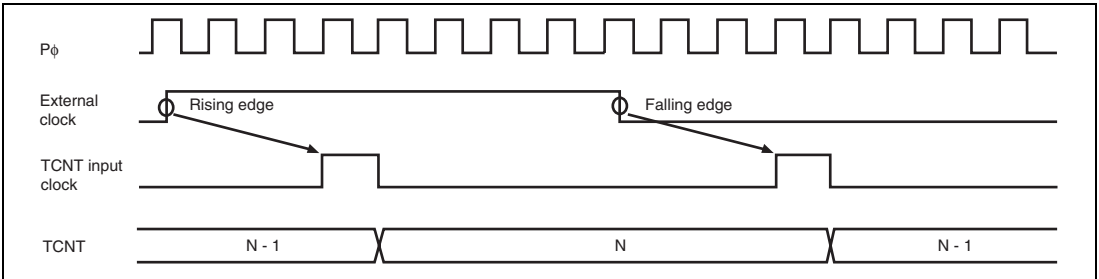 Pϕ
External
clock
Rising edge
Falling edge
TCNT input
clock
TCNT
N - 1
N
N - 1